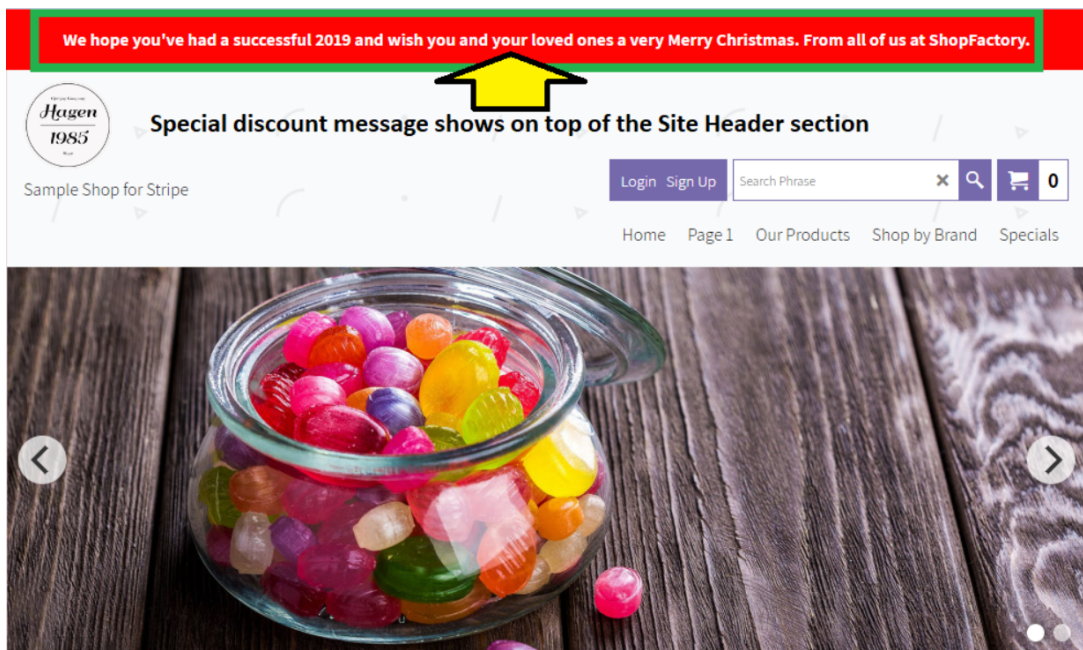 We hope you've had a successful 2019 and wish you and your loved ones a very Merry Christmas. From all of us at ShopFactory.
Hagen
1985
Special discount message shows on top of the Site Header section
Sample Shop for Stripe
Login Sign Up Search Phrase 0
Home Page 1 Our Products Shop by Brand Specials